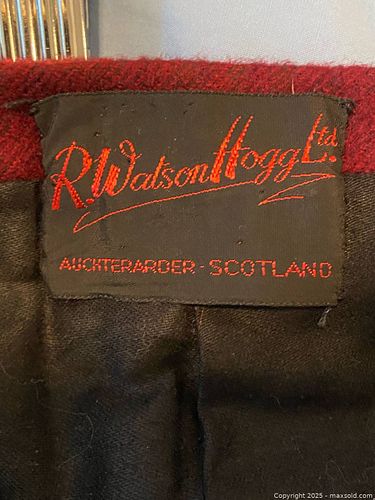 R. Watson Hogg Ltd.
AUCHTERARDER - SCOTLAND
Copyright 2025 - maxsold.com